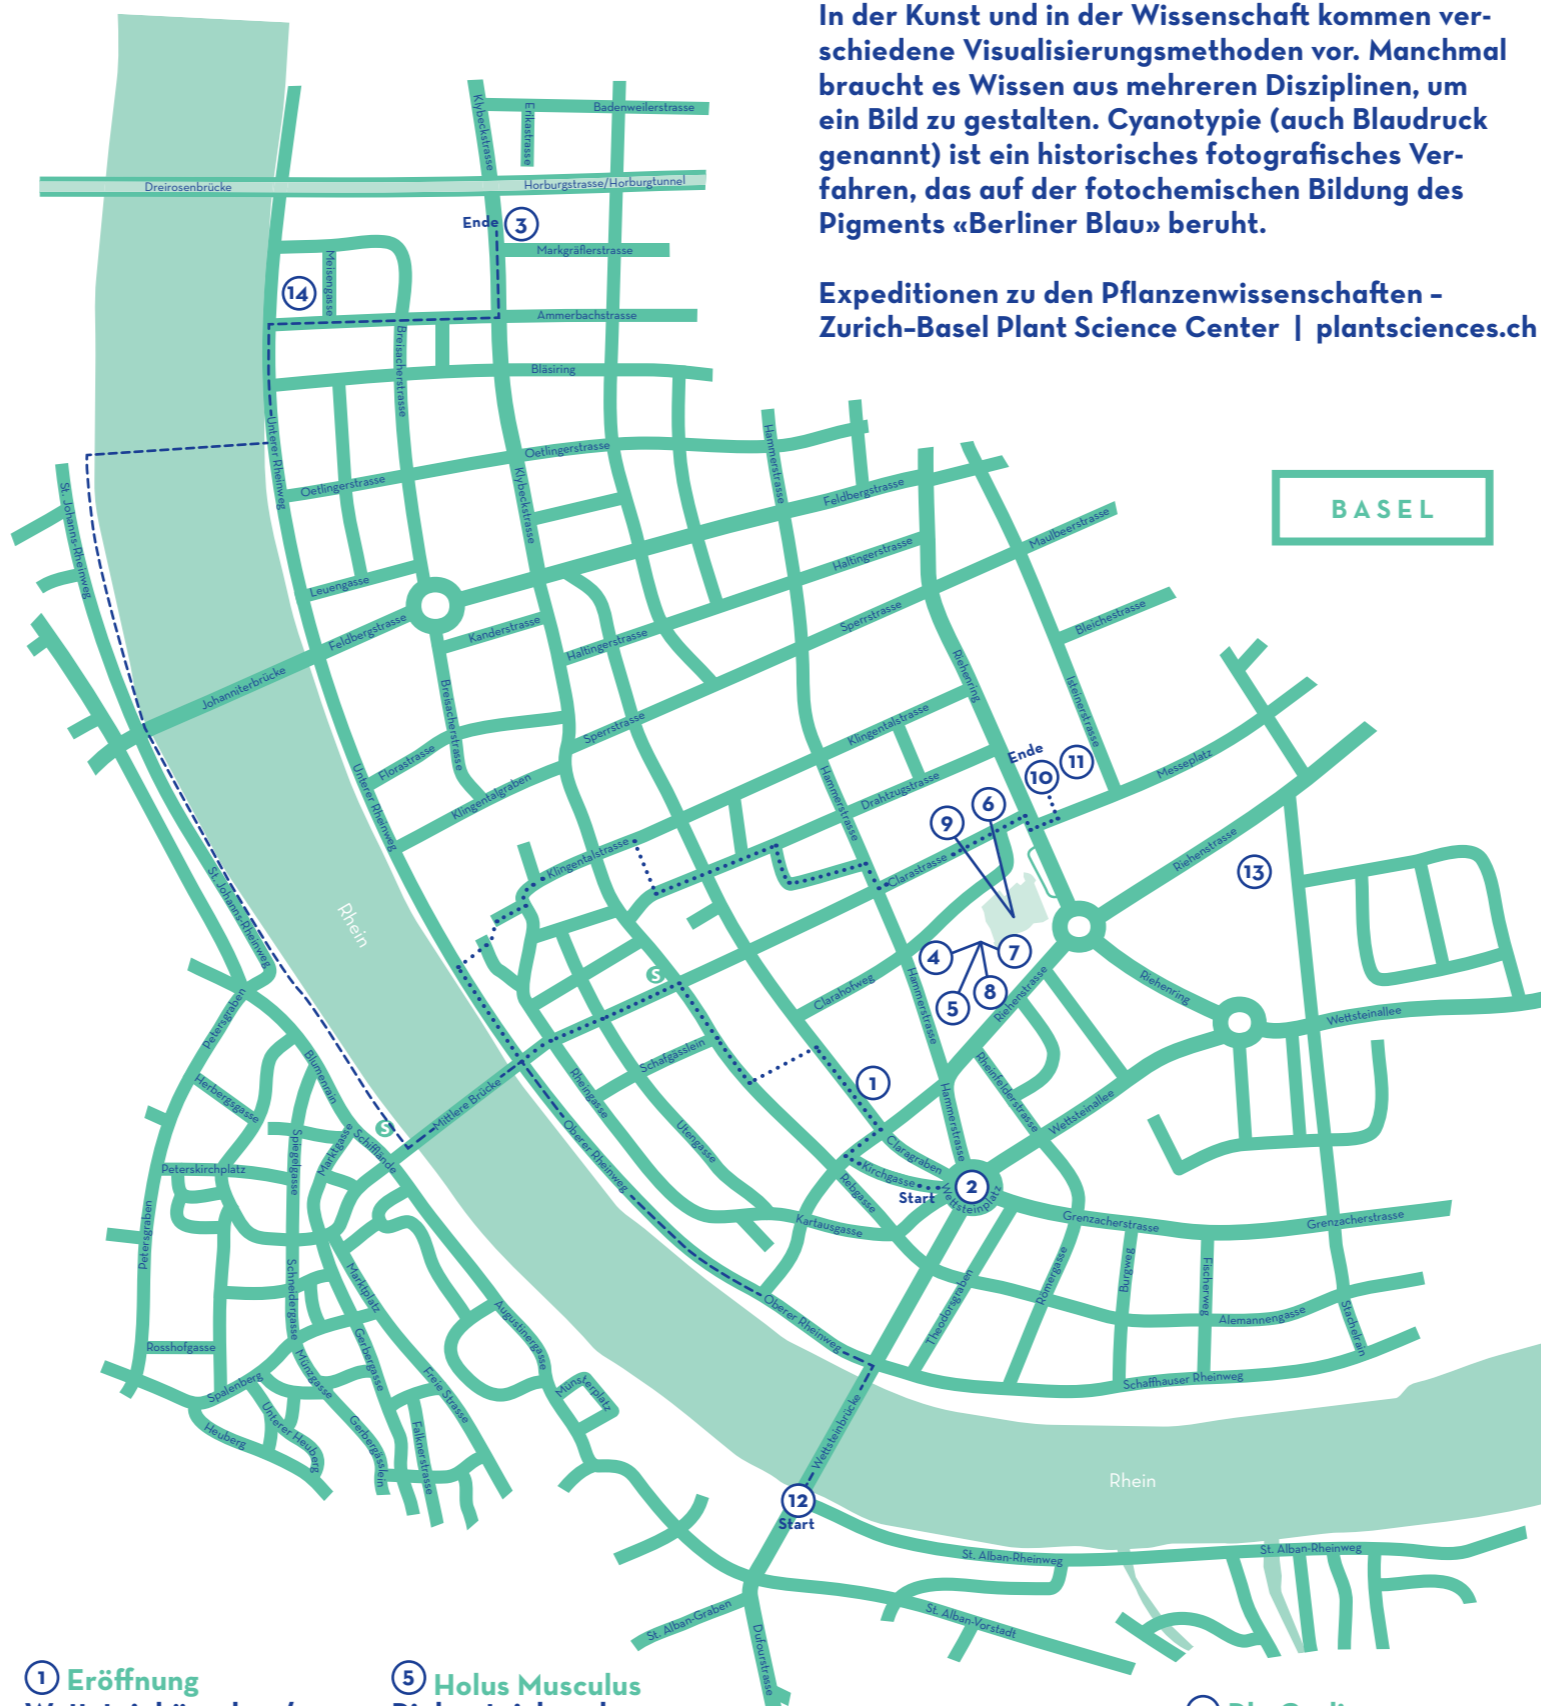 In der Kunst und in der Wissenschaft kommen ver-
schiedene Visualisierungsmethoden vor. Manchmal
braucht es Wissen aus mehreren Disziplinen, um
ein Bild zu gestalten. Cyanotypie (auch Blaudruck
genannt) ist ein historisches fotografisches Ver-
fahren, das auf der fotochemischen Bildung des
Pigments «Berliner Blau» beruht.
Expeditionen zu den Pflanzenwissenschaften –
Zurich-Basel Plant Science Center | plantsciences.ch
BASEL
Klybeckstrasse
Erikastrasse
Badenweilerstrasse
Dreirosenbrücke
Horburgstrasse/Horburgtunnel
Ende
3
Markgräflerstrasse
Meisengasse
14
Ammerbachstrasse
Breisacherstrasse
Bläsiring
Unterer Rheinweg
Oetlingerstrasse
Oetlingerstrasse
Hammerstrasse
Klybeckstrasse
Feldbergstrasse
St. Johanns-Rheinweg
Maulbeerstrasse
Haltingerstrasse
Leuengasse
Feldbergstrasse
Kanderstrasse
Haltingerstrasse
Sperrstrasse
Bleichestrasse
Riehenring
Isteinerstrasse
Johanniterbrücke
Breisacherstrasse
Sperrstrasse
Klingentalstrasse
Florastrasse
Unterer Rheinweg
Klingentalgraben
Hammerstrasse
Drahtzugstrasse
Ende
10
11
Messeplatz
6
9
Klingentalstrasse
Clarastrasse
Riehenstrasse
13
St. Johanns-Rheinweg
Rhein
S
4
7
5
8
Clarahofweg
Hammerstrasse
Riehenstrasse
Riehenring
Wettsteinallee
Petersgraben
Blumenrain
Herbergsgasse
Mittlere Brücke
Schafgässlein
Rheingasse
Utengasse
Oberer Rheinweg
1
Rheinfelderstrasse
Wettsteinallee
Hammerstrasse
S
Schifflände
Marktgasse
Spiegelgasse
Peterskirchplatz
Claragraben
Kirchgasse
Start
2
Wettsteinplatz
Rebgasse
Kartausgasse
Grenzacherstrasse
Grenzacherstrasse
Petersgraben
Schneidergasse
Marktplatz
Augustinergasse
Oberer Rheinweg
Theodorsgraben
Römergasse
Burgweg
Fischerweg
Alemannengasse
Stachelrain
Rosshofgasse
Spalenberg
Münzgasse
Gerbergasse
Freie Strasse
Münsterplatz
Schaffhauser Rheinweg
Heuberg
Unterer Heuberg
Gerbergässlein
Falknerstrasse
Wettsteinbrücke
Rhein
12
Start
St. Alban-Rheinweg
St. Alban-Rheinweg
St. Alban-Graben
Dufourstrasse
St. Alban-Vorstadt
1 Eröffnung
5 Holus Musculus